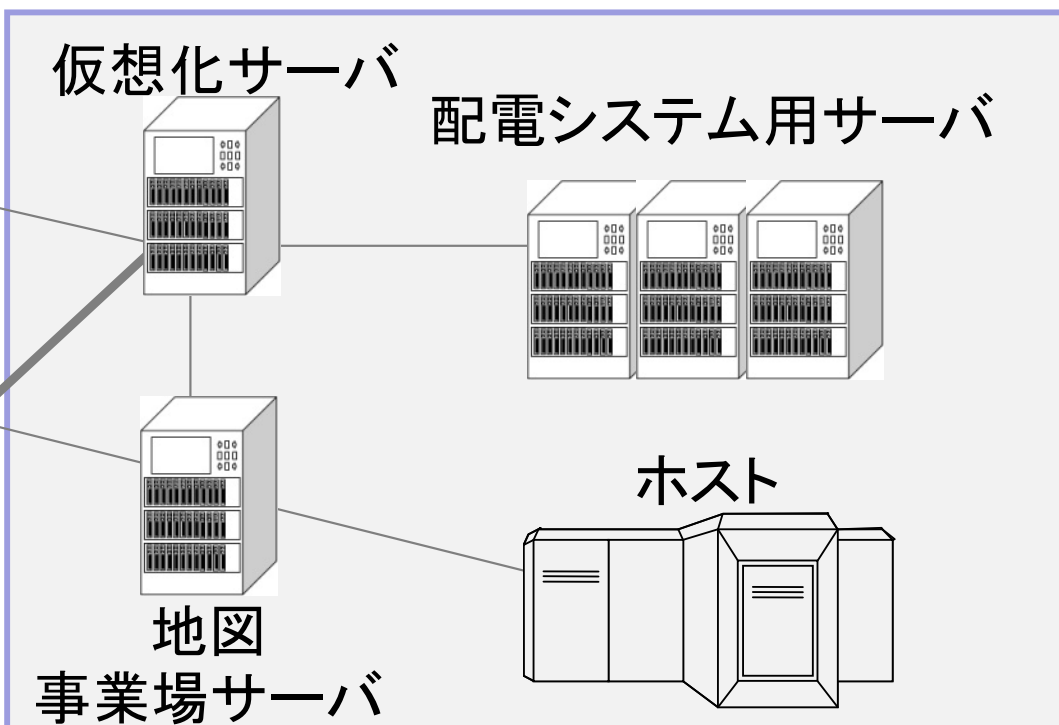 仮想化サーバ
配電システム用サーバ
ホスト
地図
事業場サーバ